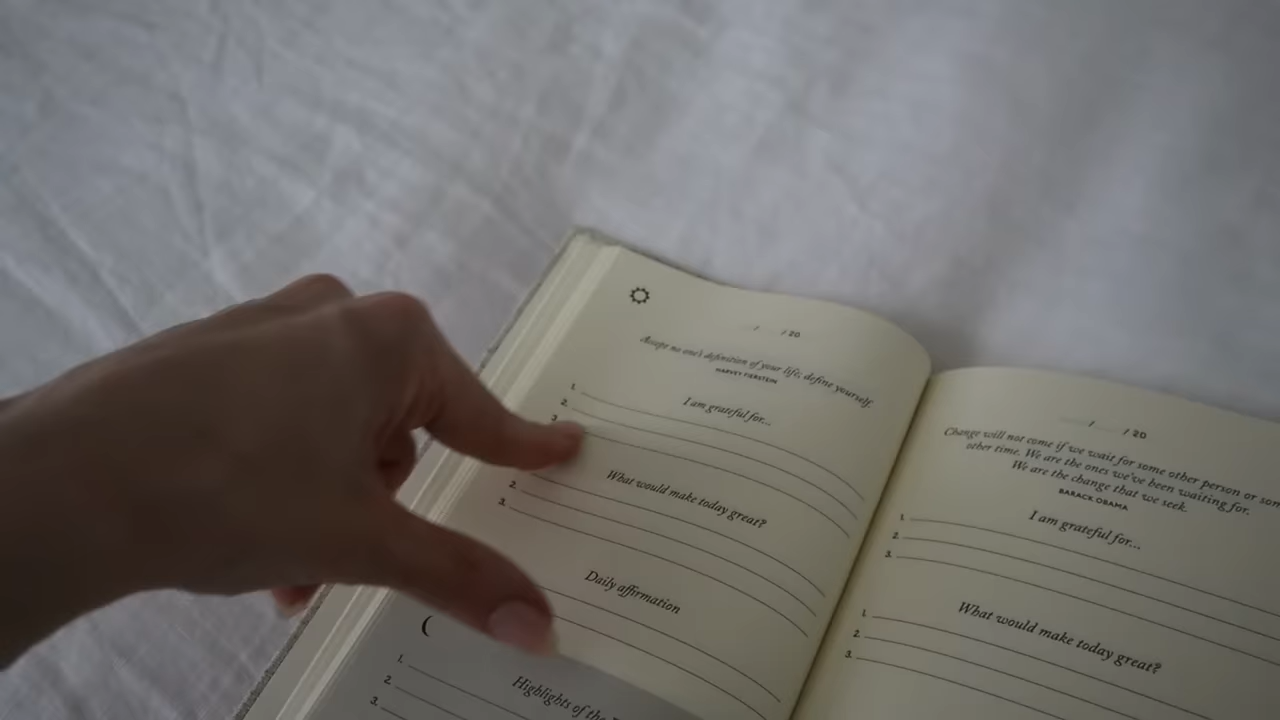 / / 20
Accept no one's definition of your life; define yourself.
HARVEY FIERSTEIN
I am grateful for...
1.
2.
3.
What would make today great?
2.
3.
Daily affirmation
Highlights of the
1.
2.
3.
/ / 20
Change will not come if we wait for some other person or som
other time. We are the ones we've been waiting for.
We are the change that we seek.
BARACK OBAMA
I am grateful for...
1.
2.
3.
What would make today great?
1.
2.
3.